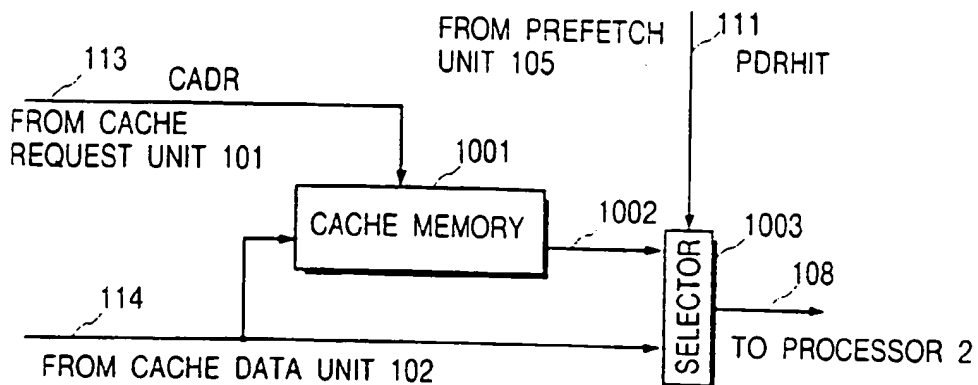 113
CADR
FROM CACHE
REQUEST UNIT 101
FROM PREFETCH
UNIT 105
111
PDRHIT
1001
CACHE MEMORY
1002
1003
SELECTOR
108
TO PROCESSOR 2
114
FROM CACHE DATA UNIT 102